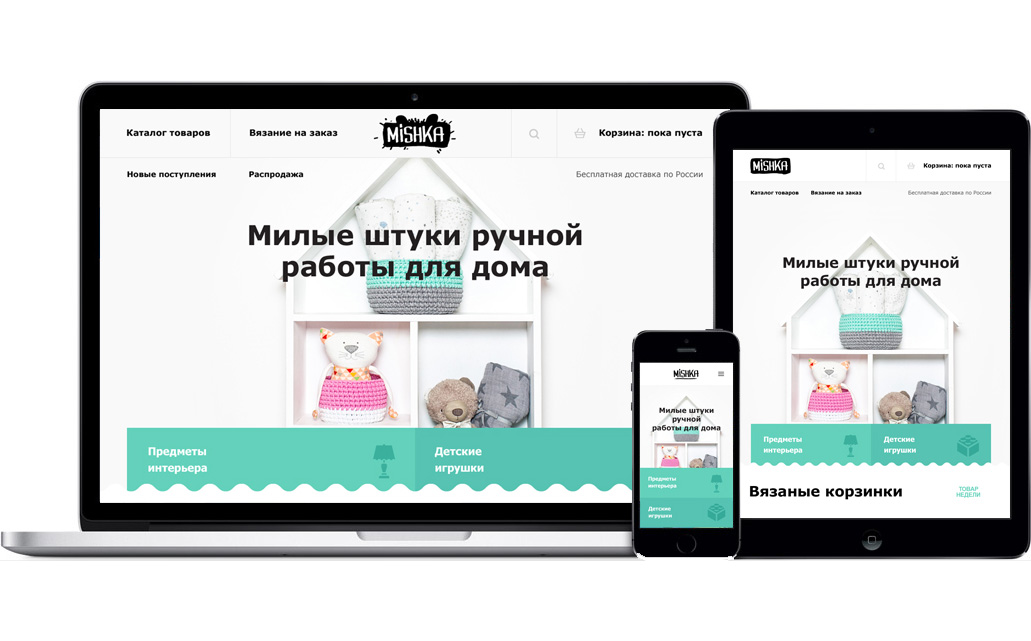 Каталог товаров
Вязание на заказ
MiSHKA
Корзина: пока пуста
Новые поступления
Распродажа
Бесплатная доставка по России
Милые штуки ручной
работы для дома
Предметы
интерьера
Детские
игрушки
MiSHKA
Милые штуки
ручной
работы для дома
Предметы
интерьера
Детские
игрушки
MiSHKA
Корзина: пока пуста
Каталог товаров
Вязание на заказ
Бесплатная доставка по России
Милые штуки ручной
работы для дома
Предметы
интерьера
Детские
игрушки
Вязаные корзинки
ТОВАР
НЕДЕЛИ